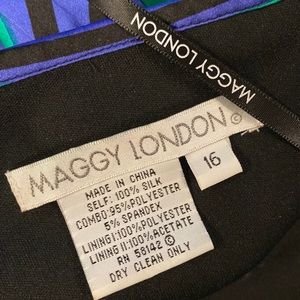 MAGGY LONDON
MAGGY LONDON©
16
MADE IN CHINA
SELF: 100% SILK
COMBO: 95% POLYESTER
5% SPANDEX
LINING I:100% POLYESTER
LINING II:100% ACETATE
RN 58142 ©
DRY CLEAN ONLY